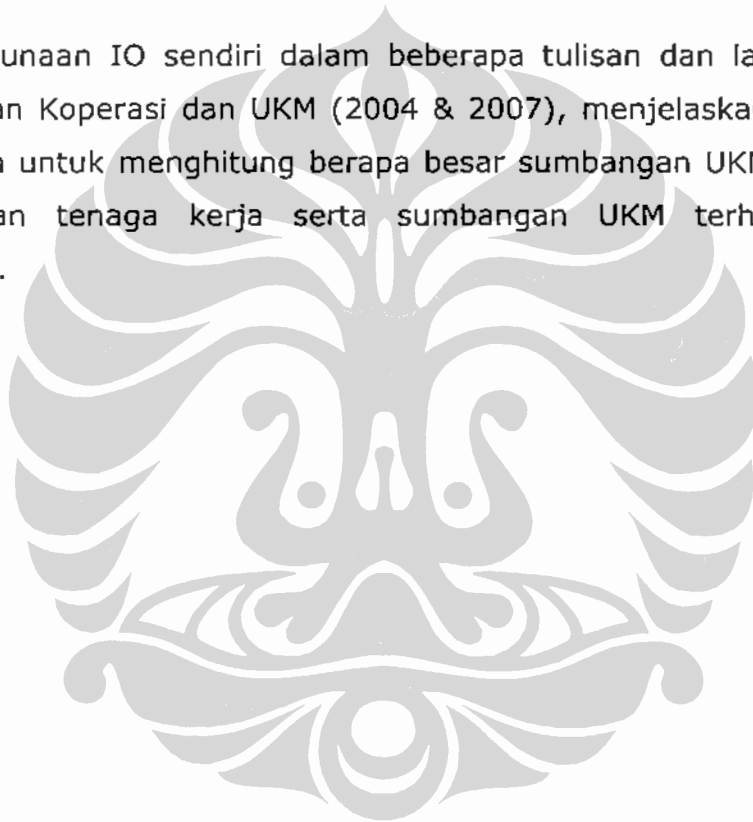 unaan IO sendiri dalam beberapa tulisan dan la
an Koperasi dan UKM (2004 & 2007), menjelaska
untuk menghitung berapa besar sumbangan UKM
an tenaga kerja serta sumbangan UKM terh
.